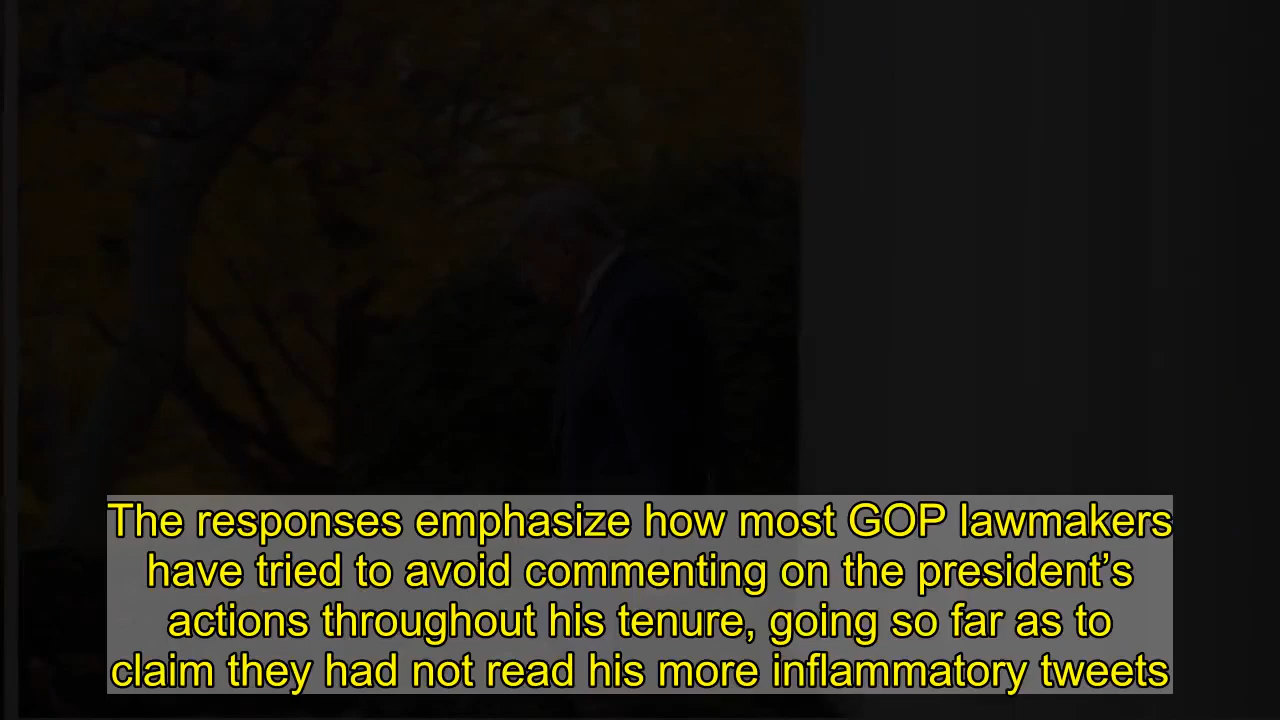 The responses emphasize how most GOP lawmakers
have tried to avoid commenting on the president’s
actions throughout his tenure, going so far as to
claim they had not read his more inflammatory tweets